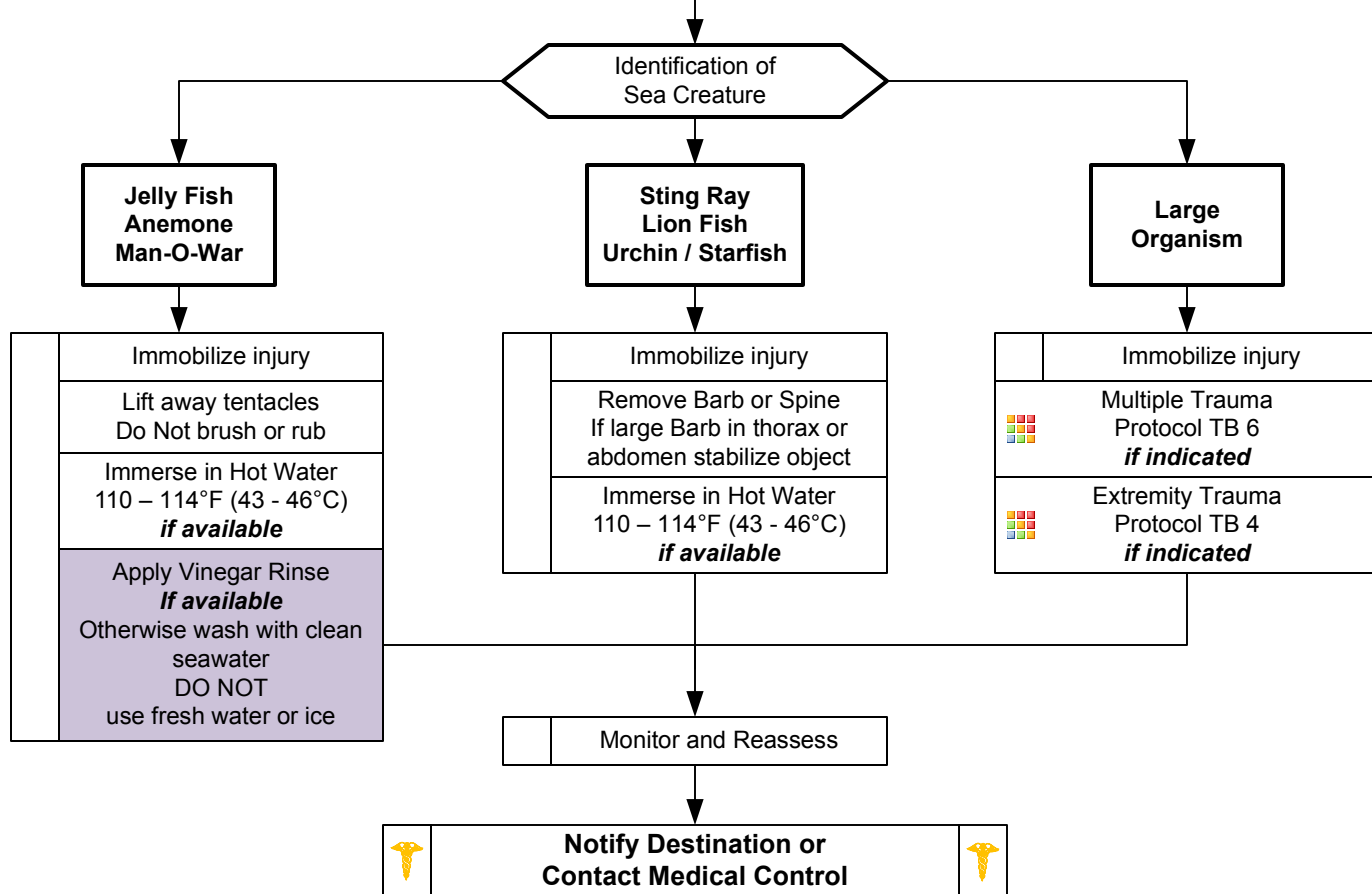 Identification of
Sea Creature
Jelly Fish
Anemone
Man-O-War
Sting Ray
Lion Fish
Urchin / Starfish
Large
Organism
Immobilize injury
Lift away tentacles
Do Not brush or rub
Immerse in Hot Water
110 – 114°F (43 - 46°C)
if available
Apply Vinegar Rinse
If available
Otherwise wash with clean
seawater
DO NOT
use fresh water or ice
Immobilize injury
Remove Barb or Spine
If large Barb in thorax or
abdomen stabilize object
Immerse in Hot Water
110 – 114°F (43 - 46°C)
if available
Immobilize injury
Multiple Trauma
Protocol TB 6
if indicated
Extremity Trauma
Protocol TB 4
if indicated
Monitor and Reassess
Notify Destination or
Contact Medical Control